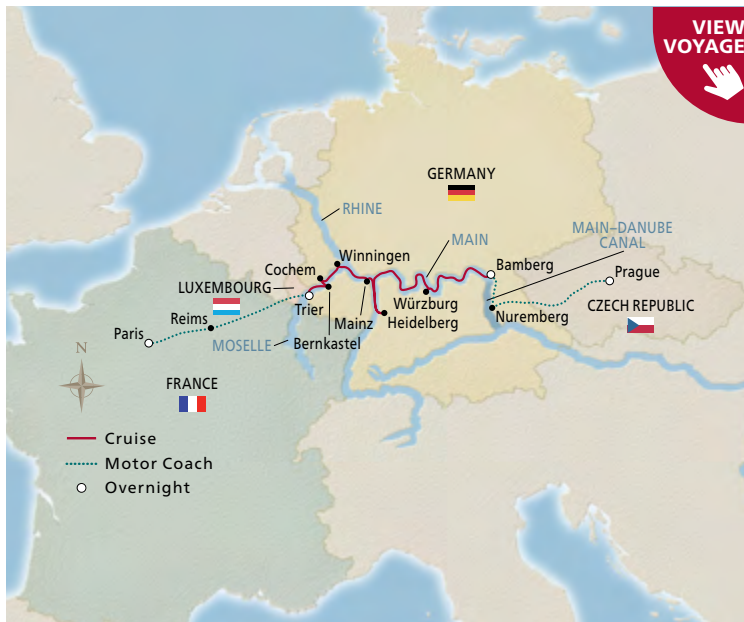 VIEW
VOYAGE
GERMANY
RHINE
MAIN–DANUBE
CANAL
MAIN
Winningen
Bamberg
Cochem
Prague
LUXEMBOURG
Würzburg
Trier
Mainz
Nuremberg
CZECH REPUBLIC
Reims
Heidelberg
Paris
MOSELLE
Bernkastel
N
FRANCE
Cruise
Motor Coach
Overnight